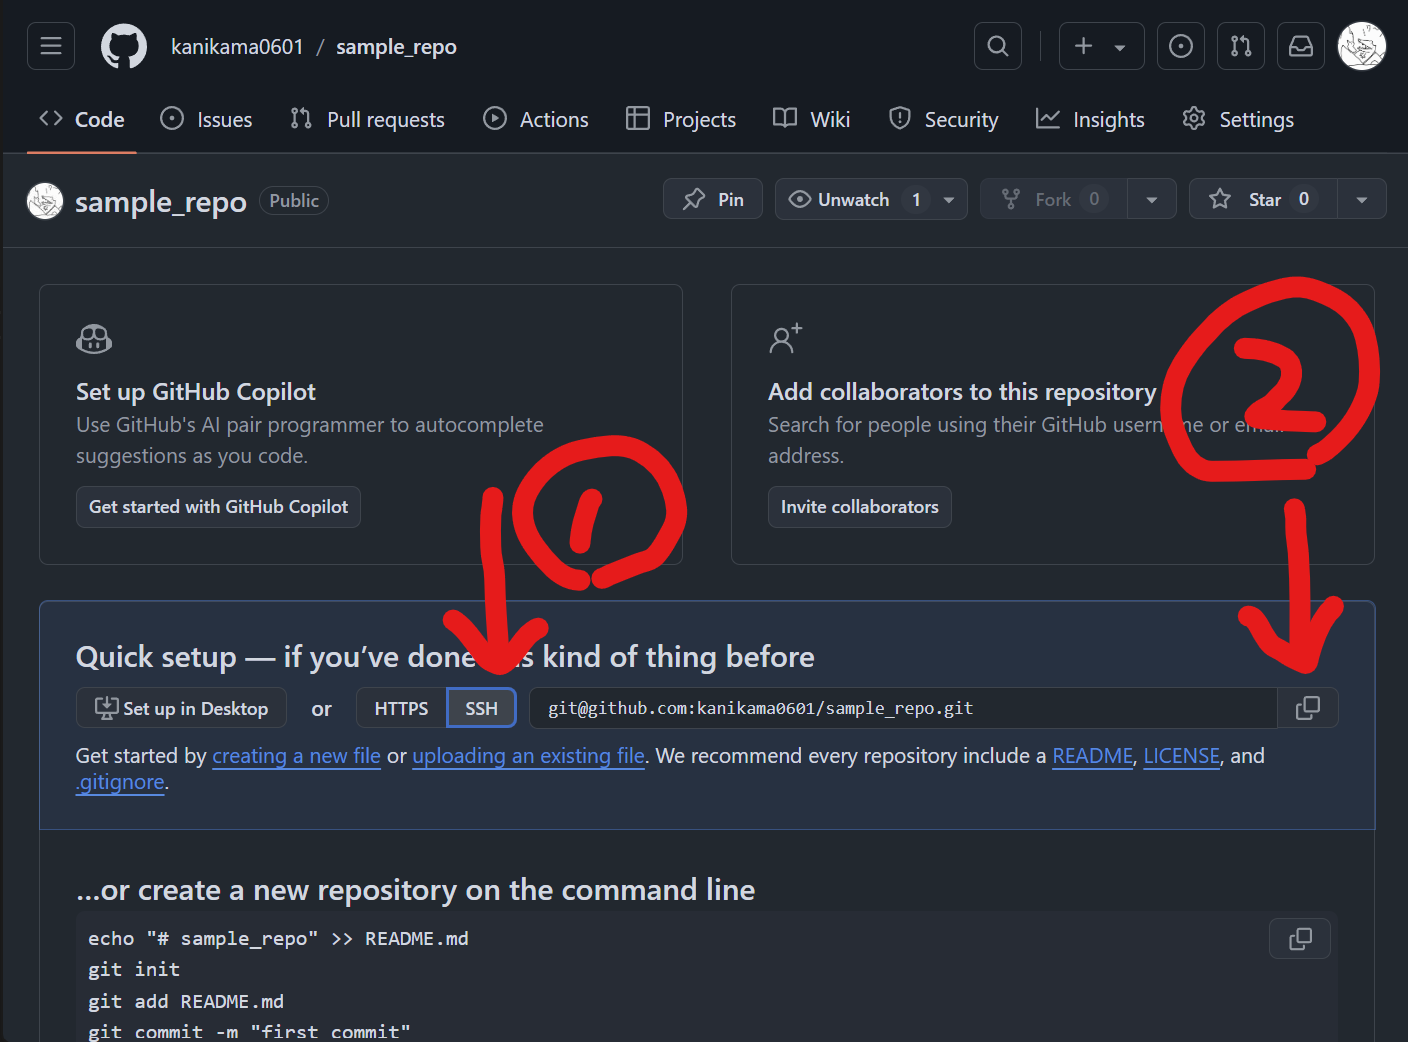 kanikama0601 / sample_repo
Code Issues Pull requests Actions Projects Wiki Security Insights Settings
sample_repo Public Pin Unwatch 1 Fork 0 Star 0
Set up GitHub Copilot
Use GitHub's AI pair programmer to autocomplete
suggestions as you code.
Get started with GitHub Copilot
Add collaborators to this repository
Search for people using their GitHub username or email
address.
Invite collaborators
1
2
Quick setup — if you’ve done this kind of thing before
Set up in Desktop or HTTPS SSH git@github.com:kanikama0601/sample_repo.git
Get started by creating a new file or uploading an existing file. We recommend every repository include a README, LICENSE, and
.gitignore.
…or create a new repository on the command line
echo "# sample_repo" >> README.md
git init
git add README.md
git commit -m "first commit"